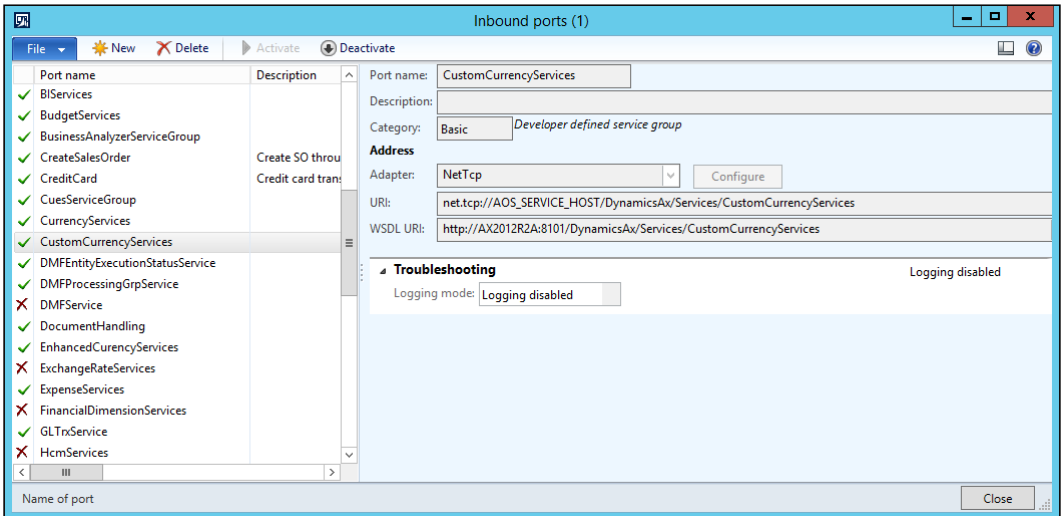 Inbound ports (1)
File New Delete Activate Deactivate
Port name Description
BIServices
BudgetServices
BusinessAnalyzerServiceGroup
CreateSalesOrder Create SO throu
CreditCard Credit card trans
CuesServiceGroup
CurrencyServices
CustomCurrencyServices
DMFEntityExecutionStatusService
DMFProcessingGrpService
DMFService
DocumentHandling
EnhancedCurencyServices
ExchangeRateServices
ExpenseServices
FinancialDimensionServices
GLTrxService
HcmServices
Port name: CustomCurrencyServices
Description:
Category: Basic Developer defined service group
Address
Adapter: NetTcp Configure
URI: net.tcp://AOS_SERVICE_HOST/DynamicsAx/Services/CustomCurrencyServices
WSDL URI: http://AX2012R2A:8101/DynamicsAx/Services/CustomCurrencyServices
Troubleshooting Logging disabled
Logging mode: Logging disabled
Name of port Close